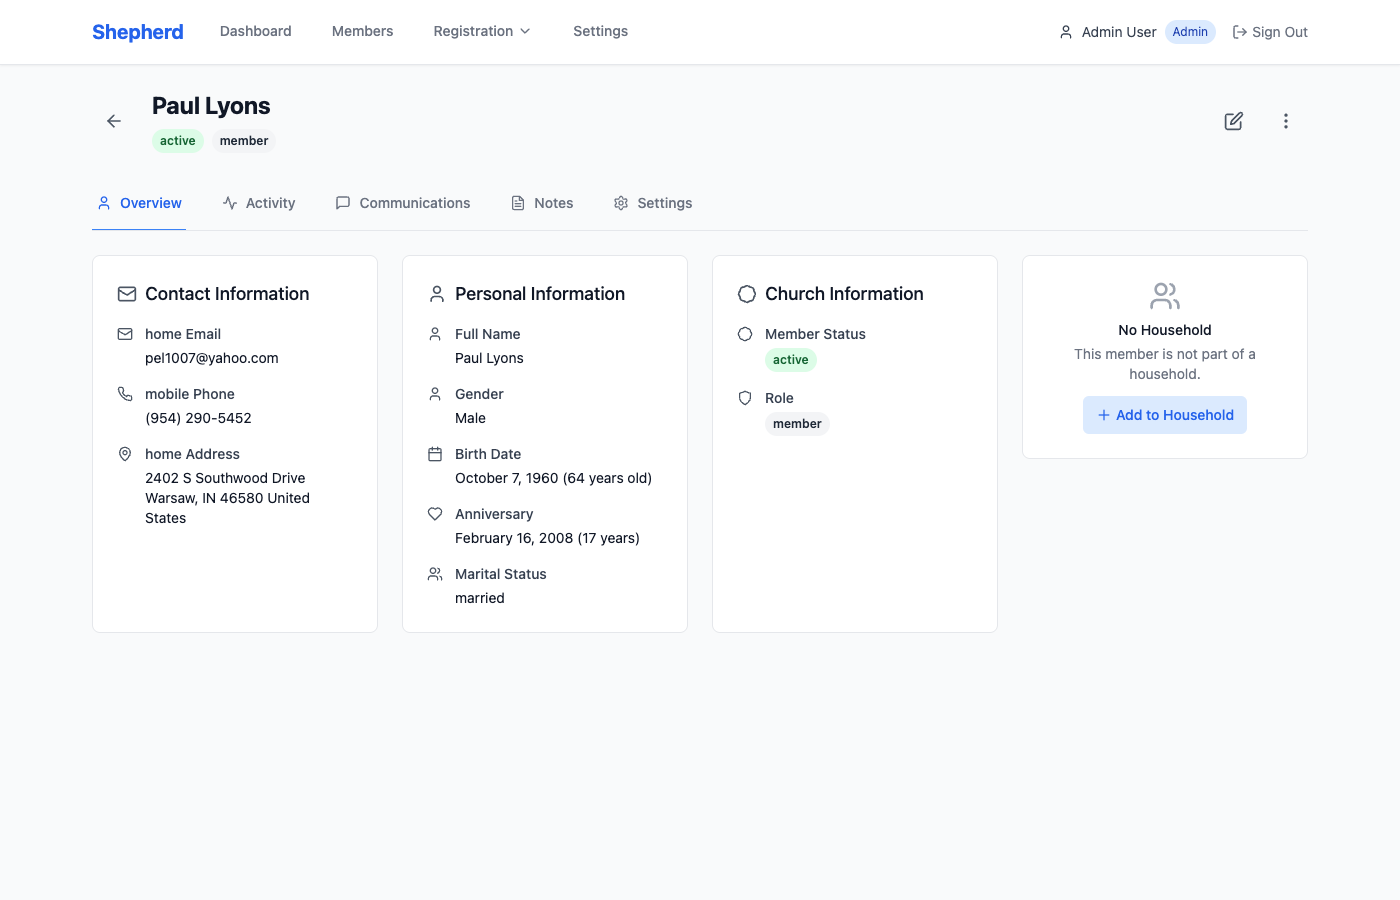 Shepherd
Dashboard
Members
Registration
Settings
Admin User
Admin
Sign Out
Paul Lyons
active
member
Overview
Activity
Communications
Notes
Settings
Contact Information
home Email
pel1007@yahoo.com
mobile Phone
(954) 290-5452
home Address
2402 S Southwood Drive
Warsaw, IN 46580 United
States
Personal Information
Full Name
Paul Lyons
Gender
Male
Birth Date
October 7, 1960 (64 years old)
Anniversary
February 16, 2008 (17 years)
Marital Status
married
Church Information
Member Status
active
Role
member
No Household
This member is not part of a
household.
Add to Household